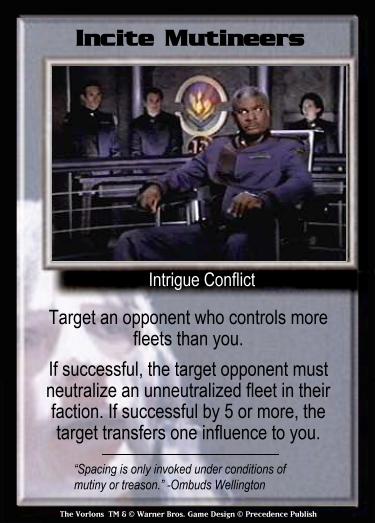 Incite Mutineers
13
Intrigue Conflict
Target an opponent who controls more
fleets than you.
If successful, the target opponent must
neutralize an unneutralized fleet in their
faction. If successful by 5 or more, the
target transfers one influence to you.
“Spacing is only invoked under conditions of
mutiny or treason.” -Ombuds Wellington
The Vorlons TM & © Warner Bros. Game Design © Precedence Publish